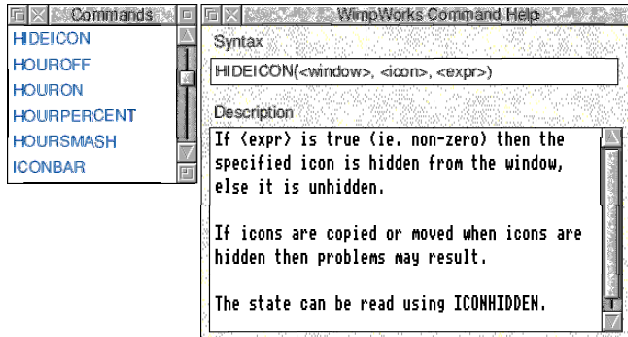 Commands
HIDEICON
HOUROFF
HOURON
HOURPERCENT
HOURSMASH
ICONBAR
WimpWorks Command Help
Syntax
HIDEICON(<window>, <icon>, <expr>)
Description
If <expr> is true (ie. non-zero) then the
specified icon is hidden from the window,
else it is unhidden.
If icons are copied or moved when icons are
hidden then problems may result.
The state can be read using ICONHIDDEN.